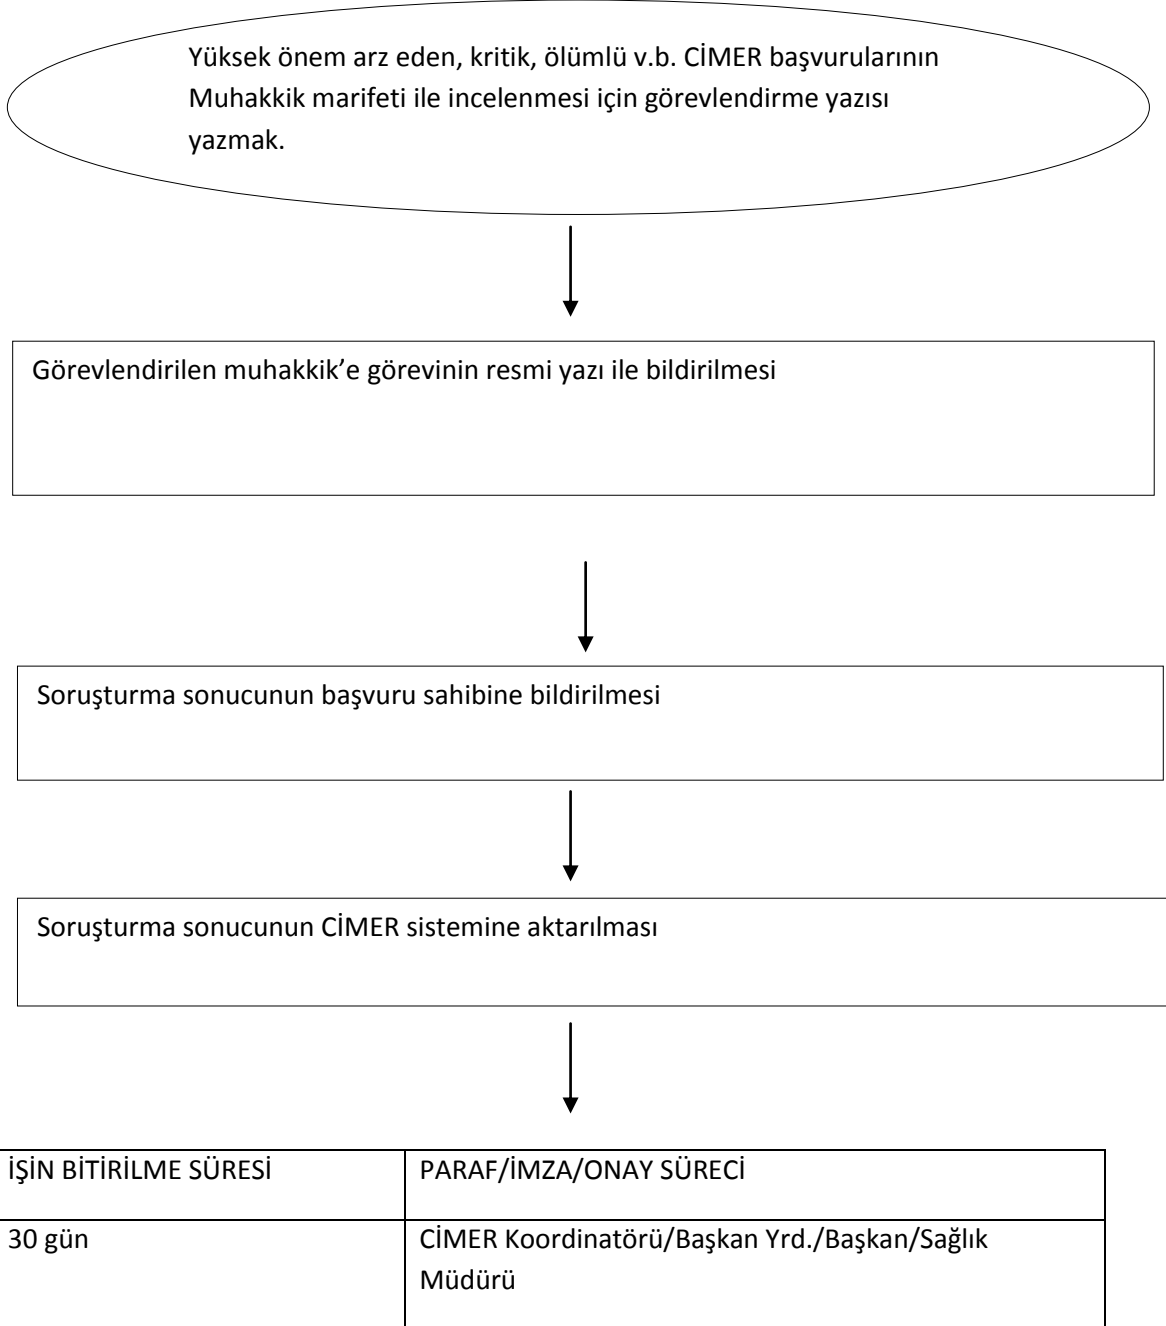 Yüksek önem arz eden, kritik, ölümlü v.b. CİMER başvurularının
Muhakkik marifeti ile incelenmesi için görevlendirme yazısı
yazmak.
Görevlendirilen muhakkik’e görevinin resmi yazı ile bildirilmesi
Soruşturma sonucunun başvuru sahibine bildirilmesi
Soruşturma sonucunun CİMER sistemine aktarılması
İŞİN BİTİRİLME SÜRESİ
PARAF/İMZA/ONAY SÜRECİ
30 gün
CİMER Koordinatörü/Başkan Yrd./Başkan/Sağlık
Müdürü